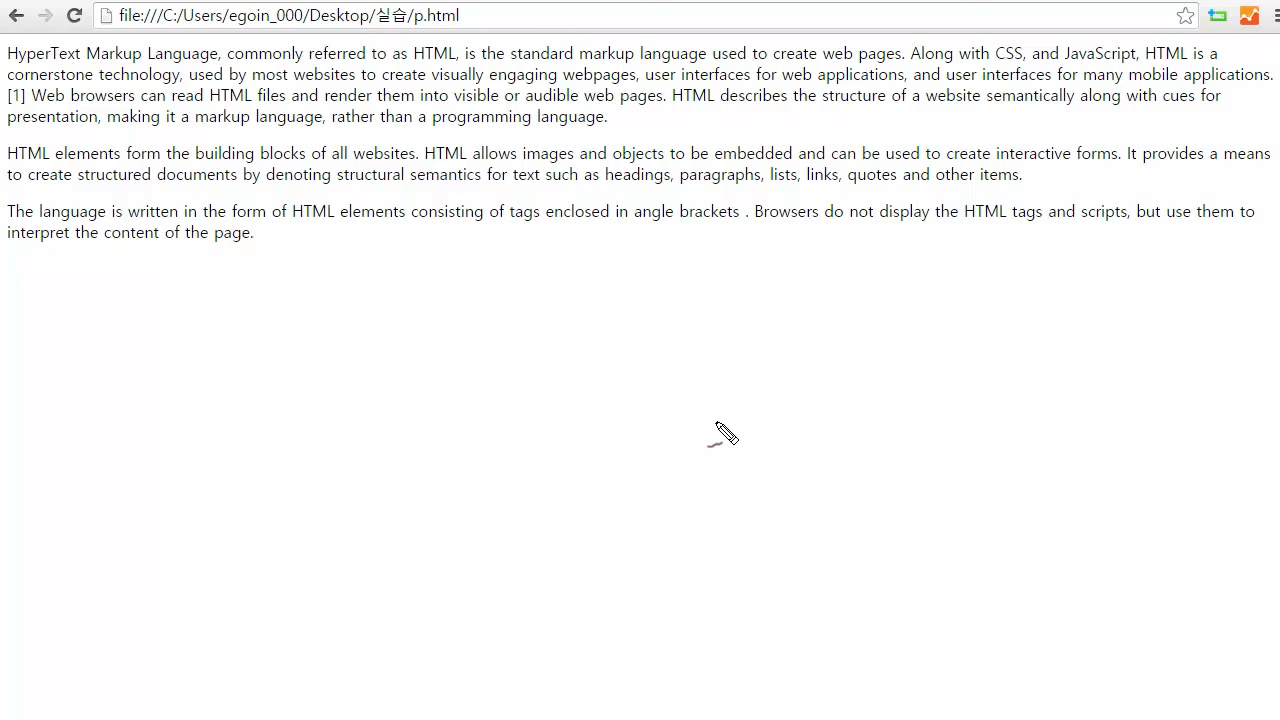 file:///C:/Users/egoin_000/Desktop/실습/p.html
HyperText Markup Language, commonly referred to as HTML, is the standard markup language used to create web pages. Along with CSS, and JavaScript, HTML is a
cornerstone technology, used by most websites to create visually engaging webpages, user interfaces for web applications, and user interfaces for many mobile applications.
[1] Web browsers can read HTML files and render them into visible or audible web pages. HTML describes the structure of a website semantically along with cues for
presentation, making it a markup language, rather than a programming language.
HTML elements form the building blocks of all websites. HTML allows images and objects to be embedded and can be used to create interactive forms. It provides a means
to create structured documents by denoting structural semantics for text such as headings, paragraphs, lists, links, quotes and other items.
The language is written in the form of HTML elements consisting of tags enclosed in angle brackets . Browsers do not display the HTML tags and scripts, but use them to
interpret the content of the page.